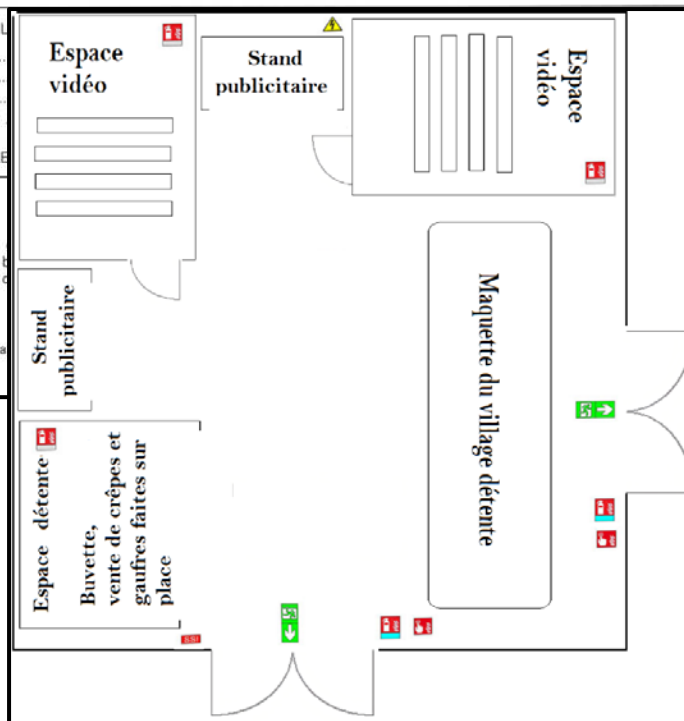 Espace
vidéo
Stand
publicitaire
Espace
vidéo
Stand
publicitaire
Maquette du village détente
Espace détente
Buvette,
vente de crêpes et
gaufres faites sur
place
SSI